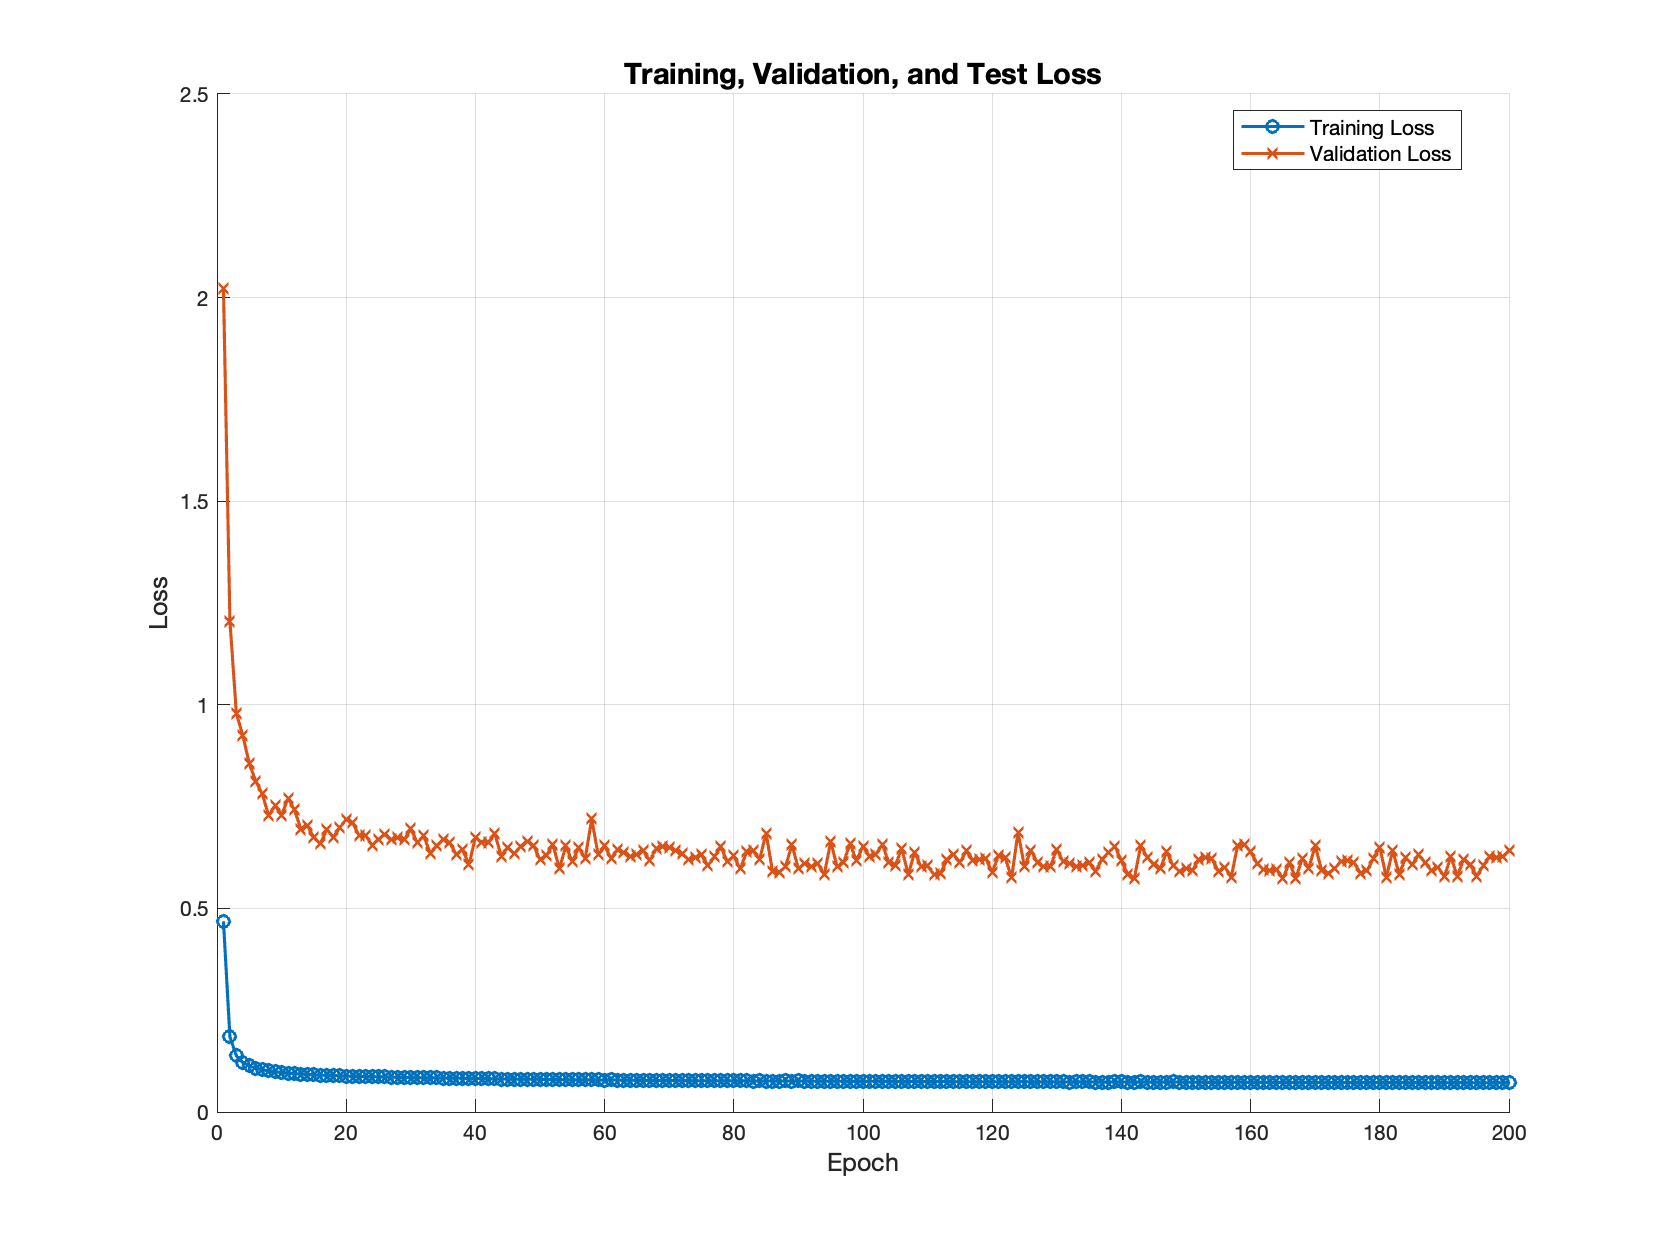 Training, Validation, and Test Loss
2.5
2
1.5
1
0.5
0
Loss
Training Loss
Validation Loss
0 20 40 60 80 100 120 140 160 180 200
Epoch